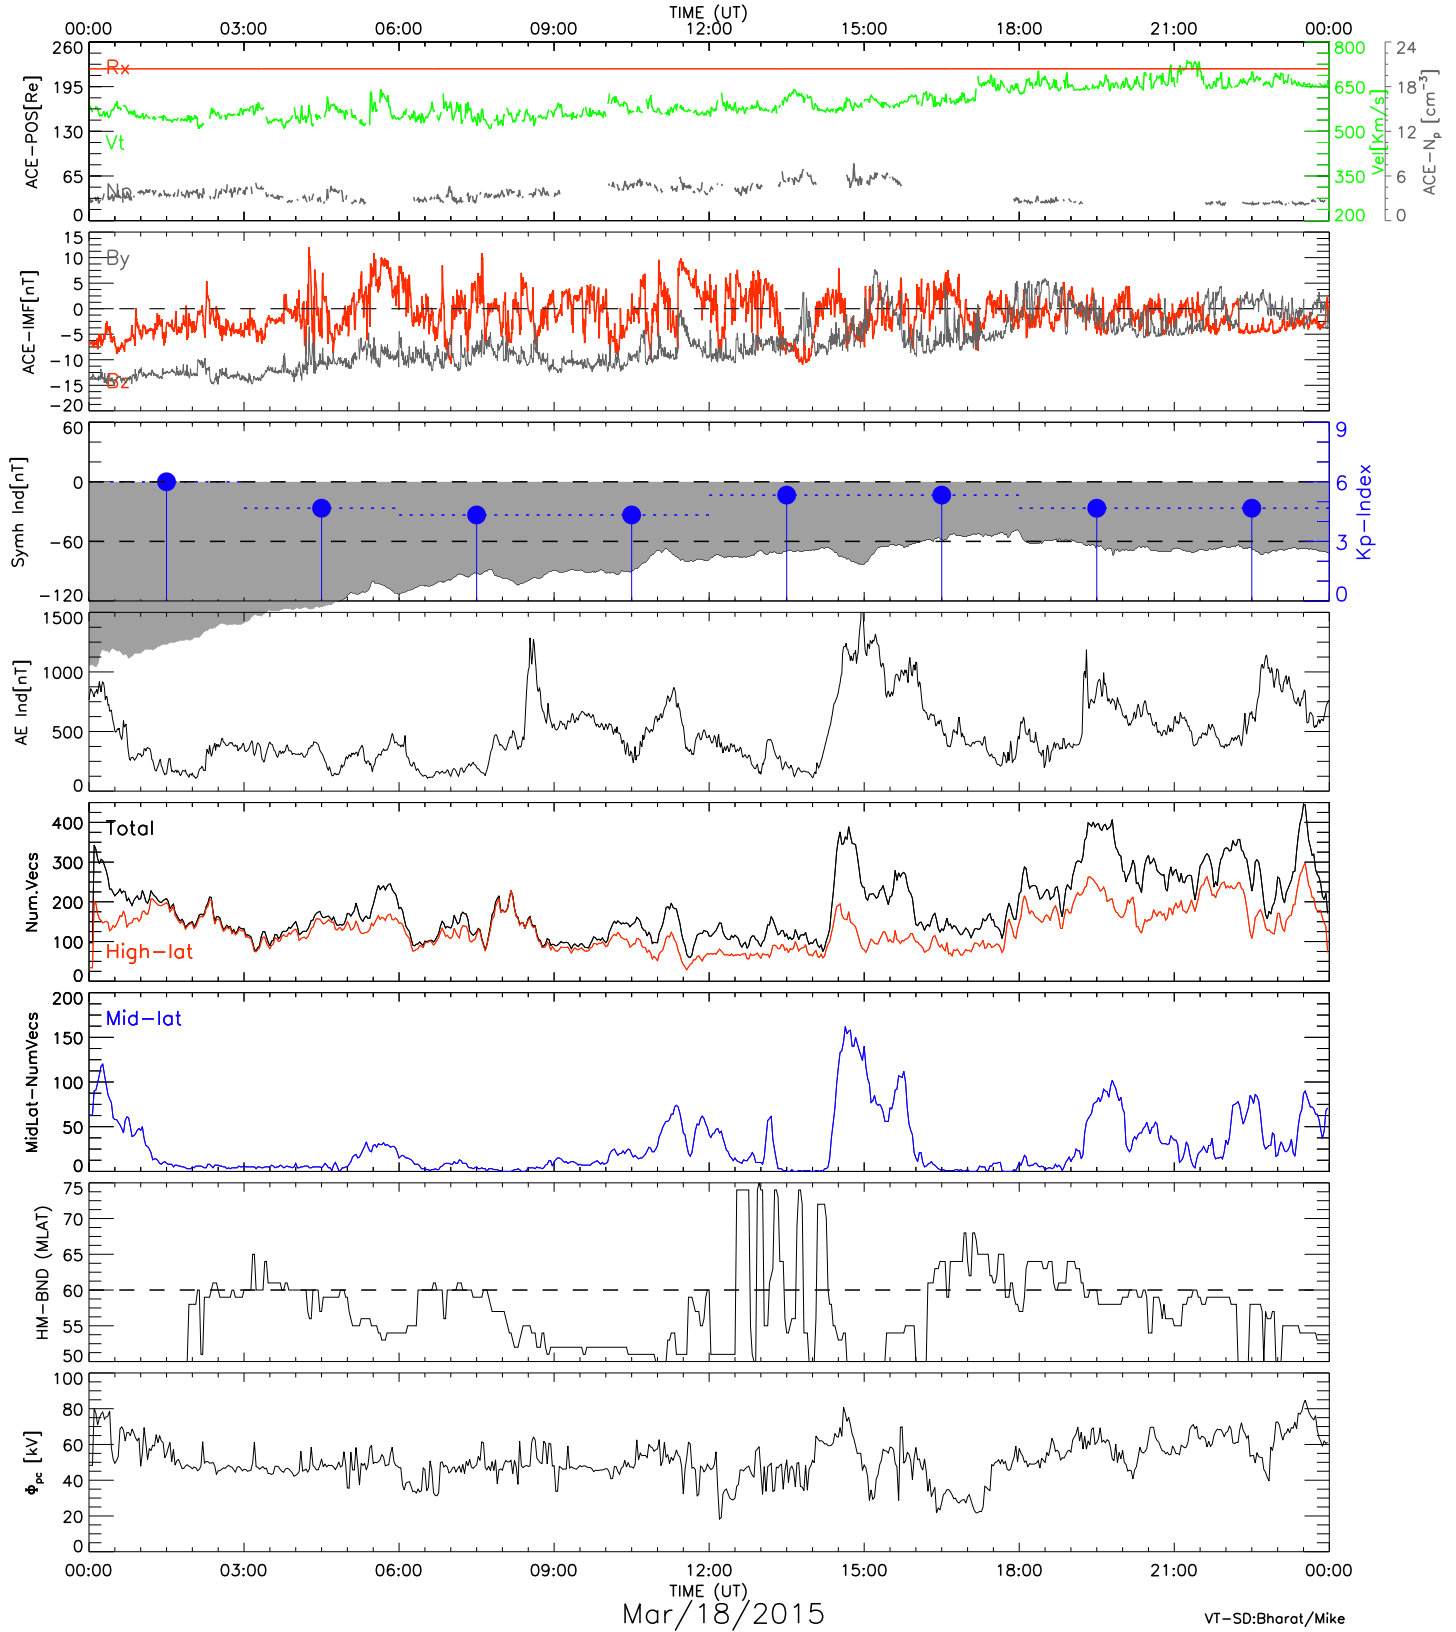 TIME (UT)
00:00 03:00 06:00 09:00 12:00 15:00 18:00 21:00 00:00
260 195 130 65 0
ACE-POS[Re]
Rx
Vt
Np
800 650 500 350 200
Vel[Km/s]
24 18 12 6 0
ACE-Np [cm⁻³]
15 10 5 0 -5 -10 -15 -20
ACE-IMF[nT]
By
Bz
60 0 -60 -120
Symh Ind[nT]
9 6 3 0
Kp-Index
1500 1000 500 0
AE Ind[nT]
400 300 200 100 0
Num.Vecs
Total
High-lat
200 150 100 50 0
MidLat-NumVecs
Mid-lat
75 70 65 60 55 50
HM-BND (MLAT)
100 80 60 40 20 0
Φpc [kV]
00:00 03:00 06:00 09:00 12:00 15:00 18:00 21:00 00:00
TIME (UT)
Mar/18/2015
VT-SD:Bharat/Mike